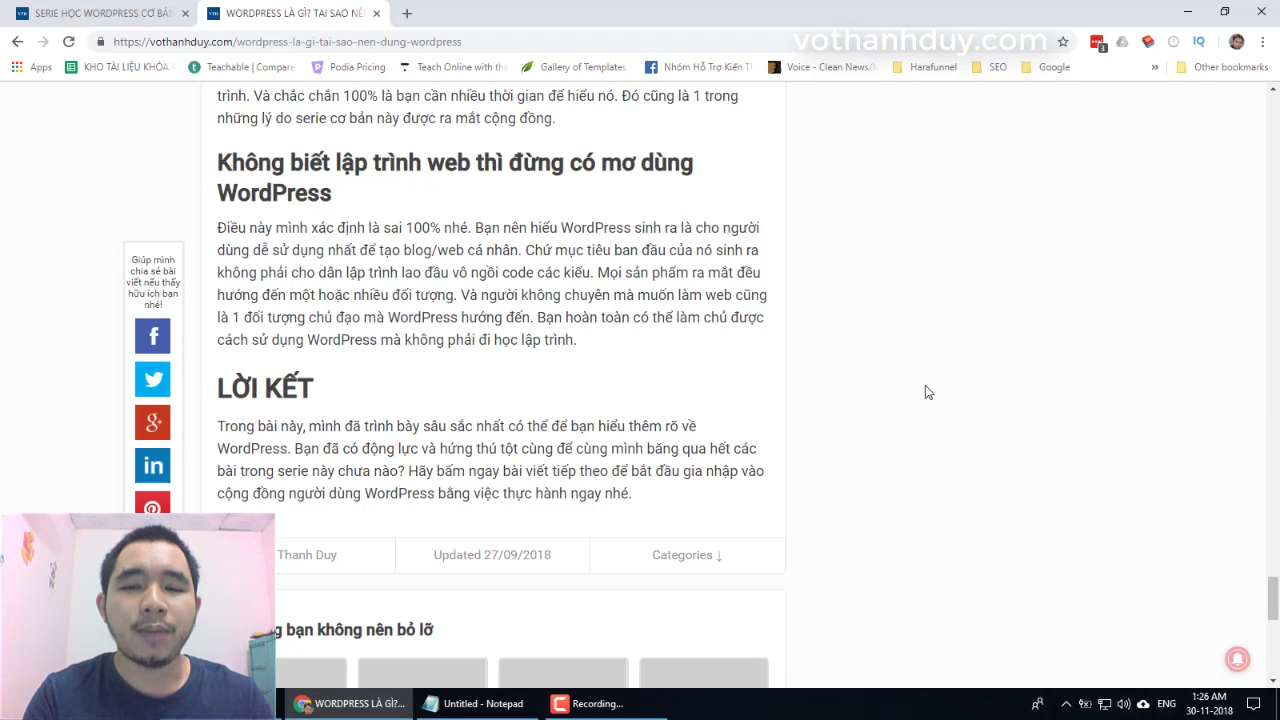 SERIE HỌC WORDPRESS CƠ BẢN
WORDPRESS LÀ GÌ? TẠI SAO NÊ
https://vothanhduy.com/wordpress-la-gi-tai-sao-nen-dung-wordpress
vothanhduy.com
Apps
KHO TÀI LIỆU KHÓA
Teachable | Compare
Podia Pricing
Teach Online with the
Gallery of Templates
Nhóm Hỗ Trợ Kiến T
Voice - Clean News/
Harafunnel
SEO
Google
»
Other bookmarks
trình. Và chắc chắn 100% là bạn cần nhiều thời gian để hiểu nó. Đó cũng là 1 trong
những lý do serie cơ bản này được ra mắt cộng đồng.
Không biết lập trình web thì đừng có mơ dùng
WordPress
Điều này mình xác định là sai 100% nhé. Bạn nên hiểu WordPress sinh ra là cho người
dùng dễ sử dụng nhất để tạo blog/web cá nhân. Chứ mục tiêu ban đầu của nó sinh ra
không phải cho dân lập trình lao đầu vô ngồi code các kiểu. Mọi sản phẩm ra mắt đều
hướng đến một hoặc nhiều đối tượng. Và người không chuyên mà muốn làm web cũng
là 1 đối tượng chủ đạo mà WordPress hướng đến. Bạn hoàn toàn có thể làm chủ được
cách sử dụng WordPress mà không phải đi học lập trình.
Giúp mình
chia sẻ bài
viết nếu thấy
hữu ích bạn
nhé!
LỜI KẾT
Trong bài này, mình đã trình bày sâu sắc nhất có thể để bạn hiểu thêm rõ về
WordPress. Bạn đã có động lực và hứng thú tột cùng để cùng mình băng qua hết các
bài trong serie này chưa nào? Hãy bấm ngay bài viết tiếp theo để bắt đầu gia nhập vào
cộng đồng người dùng WordPress bằng việc thực hành ngay nhé.
Thanh Duy
Updated 27/09/2018
Categories ↓
bạn không nên bỏ lỡ
WORDPRESS LÀ GÌ?...
Untitled - Notepad
Recording...
ENG
1:26 AM
30-11-2018